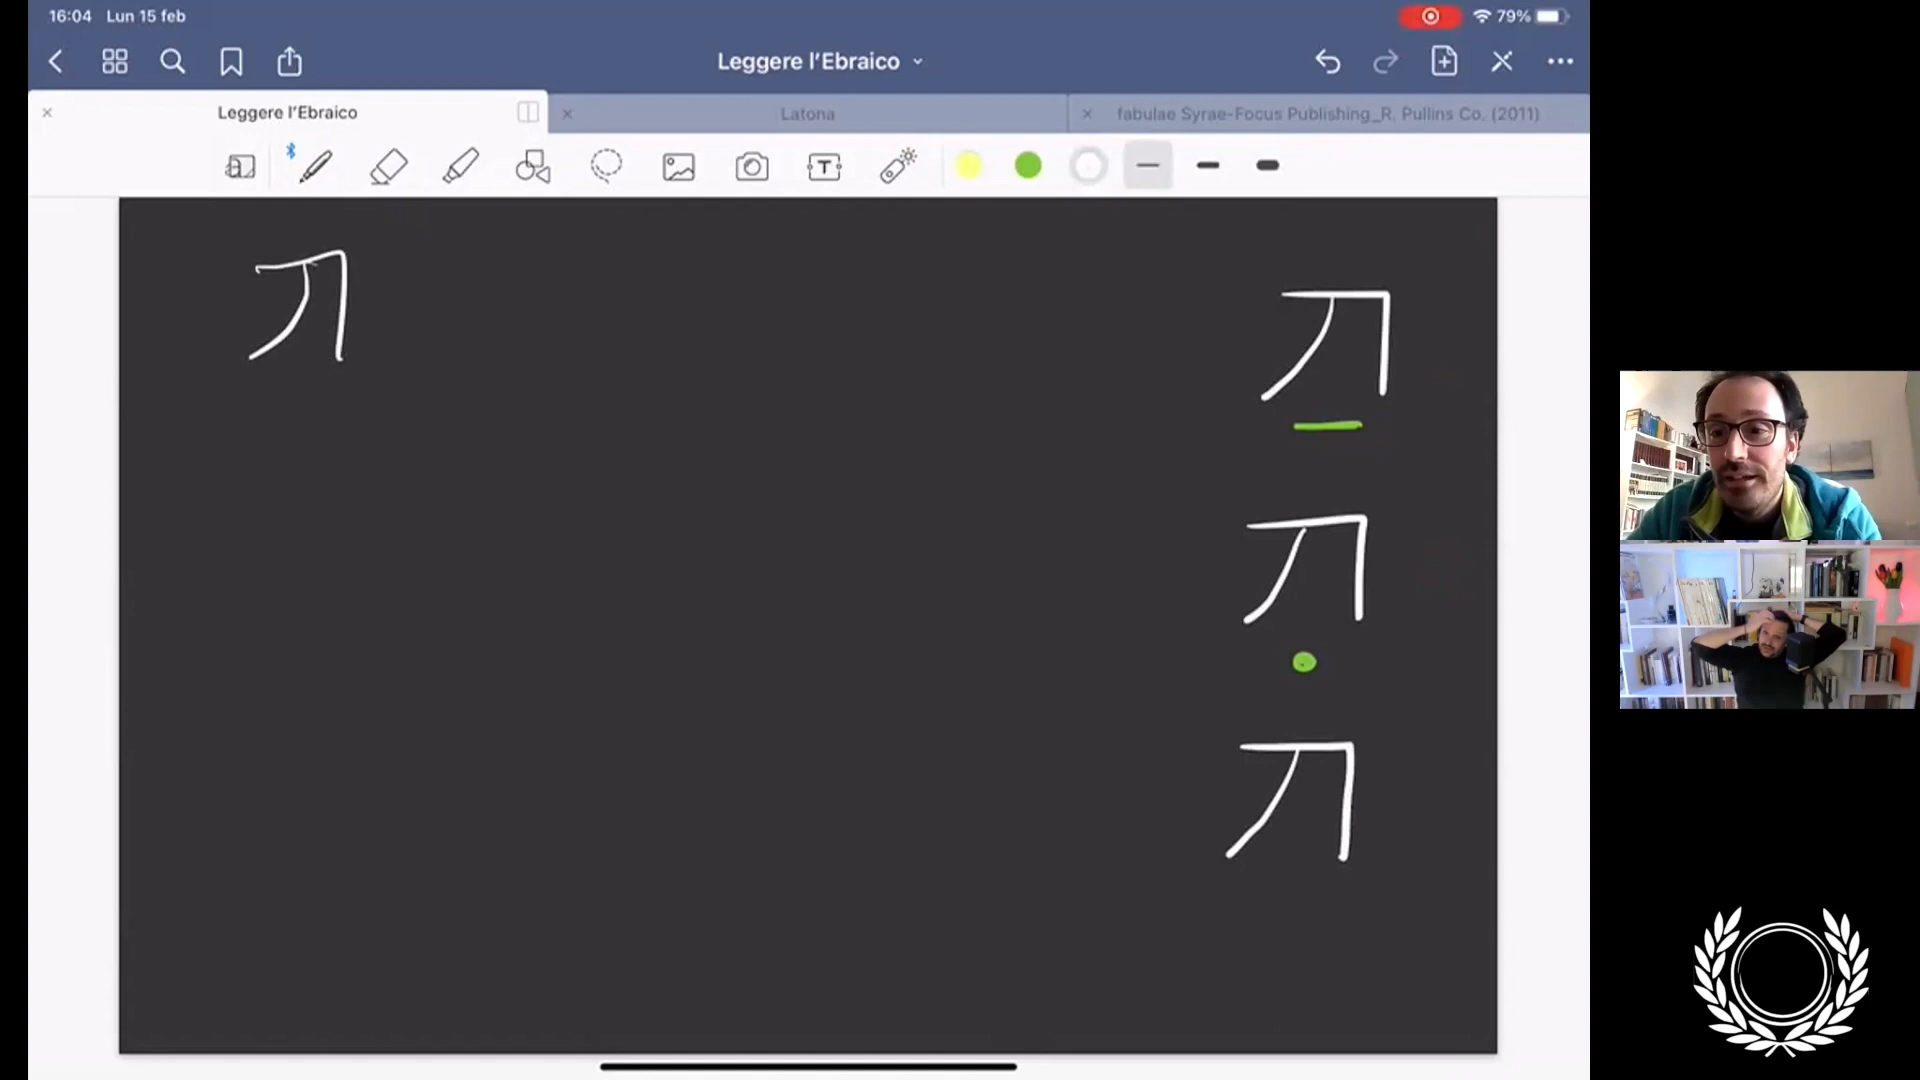 16:04 Lun 15 feb
79%
Leggere l'Ebraico
Leggere l'Ebraico
Latona
fabulae Syrae-Focus Publishing_R. Pullins Co. (2011)
T
ת
תַ
תִ
ת